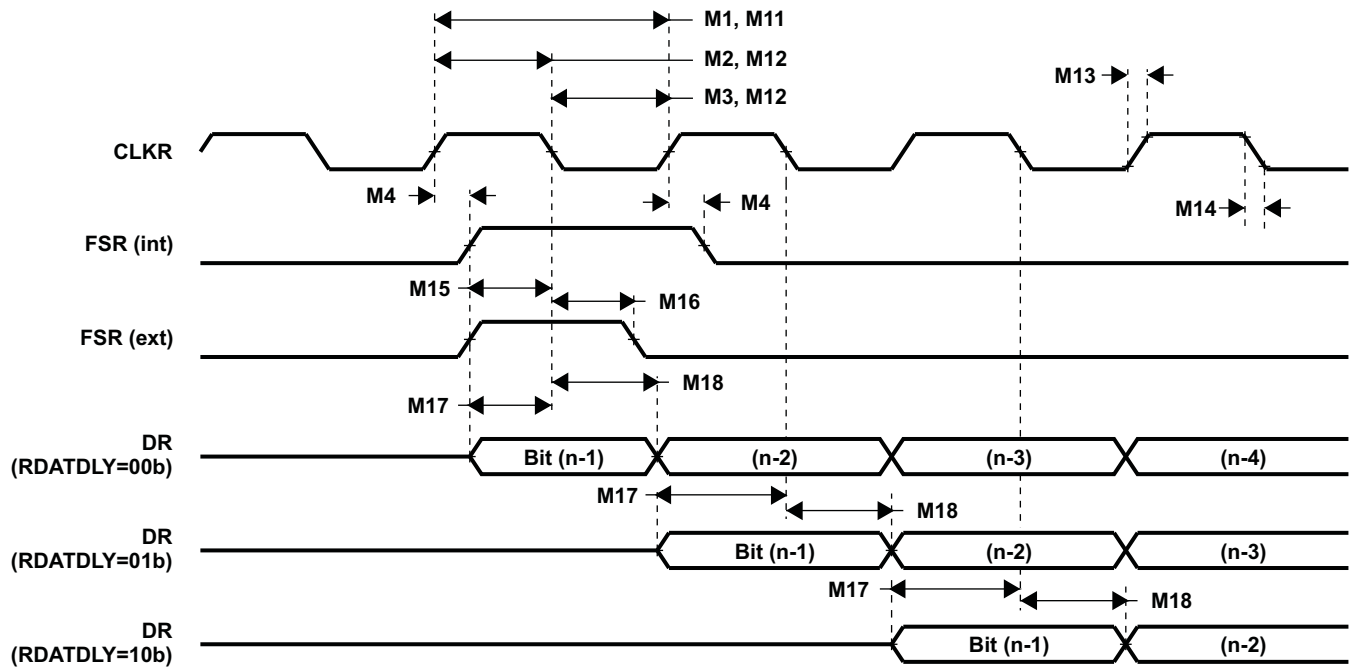 M1, M11
M2, M12
M3, M12
M13
CLKR
M4
M4
M14
FSR (int)
M15
M16
FSR (ext)
M18
M17
DR
(RDATDLY=00b)
Bit (n-1)
(n-2)
(n-3)
(n-4)
M17
M18
DR
(RDATDLY=01b)
Bit (n-1)
(n-2)
(n-3)
M17
M18
DR
(RDATDLY=10b)
Bit (n-1)
(n-2)